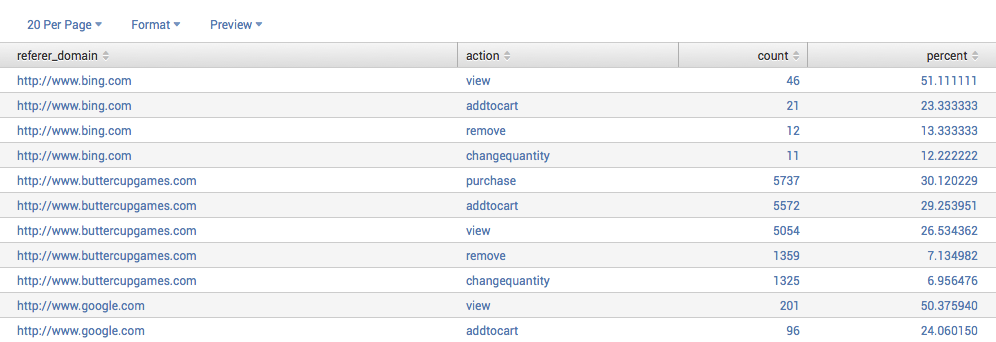 20 Per Page Format Preview
referer_domain action count percent
http://www.bing.com view 46 51.111111
http://www.bing.com addtocart 21 23.333333
http://www.bing.com remove 12 13.333333
http://www.bing.com changequantity 11 12.222222
http://www.buttercupgames.com purchase 5737 30.120229
http://www.buttercupgames.com addtocart 5572 29.253951
http://www.buttercupgames.com view 5054 26.534362
http://www.buttercupgames.com remove 1359 7.134982
http://www.buttercupgames.com changequantity 1325 6.956476
http://www.google.com view 201 50.375940
http://www.google.com addtocart 96 24.060150